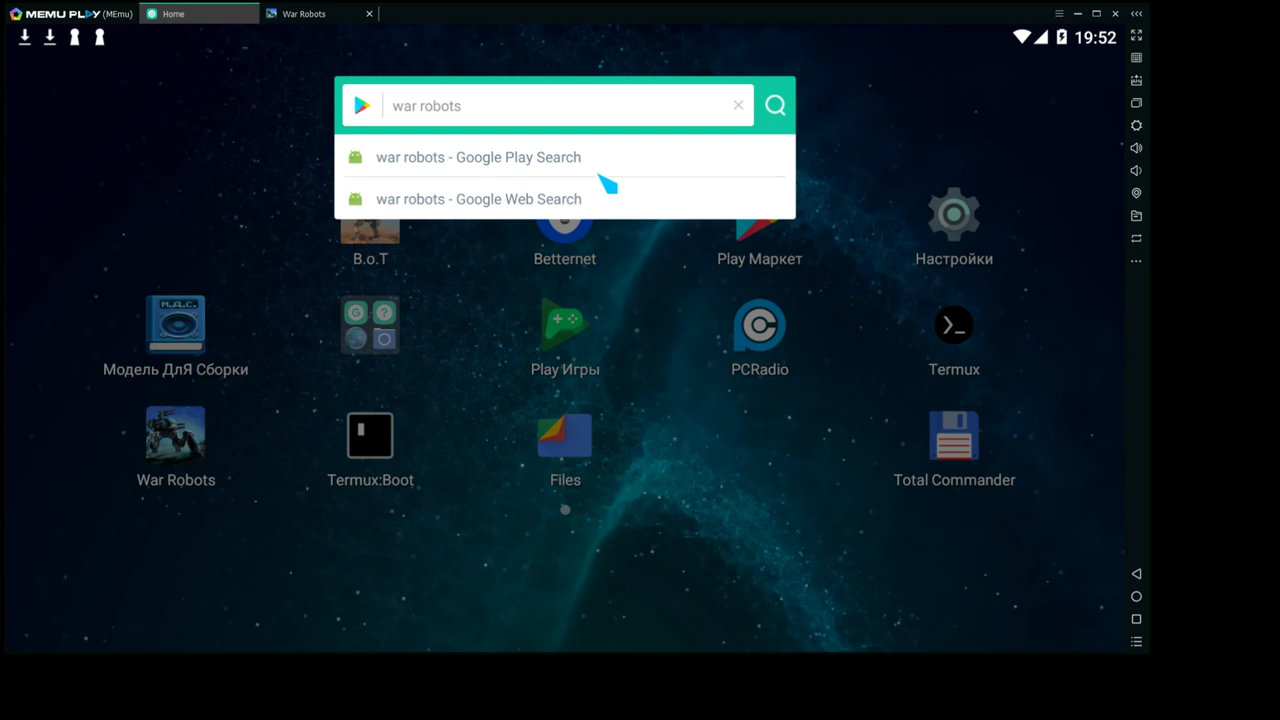 MEMU PLAY (MEmu)
Home
War Robots
19:52
war robots
war robots - Google Play Search
war robots - Google Web Search
B.o.T
Betternet
Play Маркет
Настройки
М.Д.С.
Модель ДлЯ Сборки
Play Игры
PCRadio
Termux
War Robots
Termux:Boot
Files
Total Commander